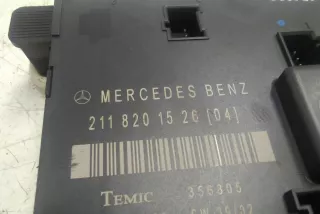 MERCEDES BENZ
211 820 15 26 [04]
TEMIC 356805